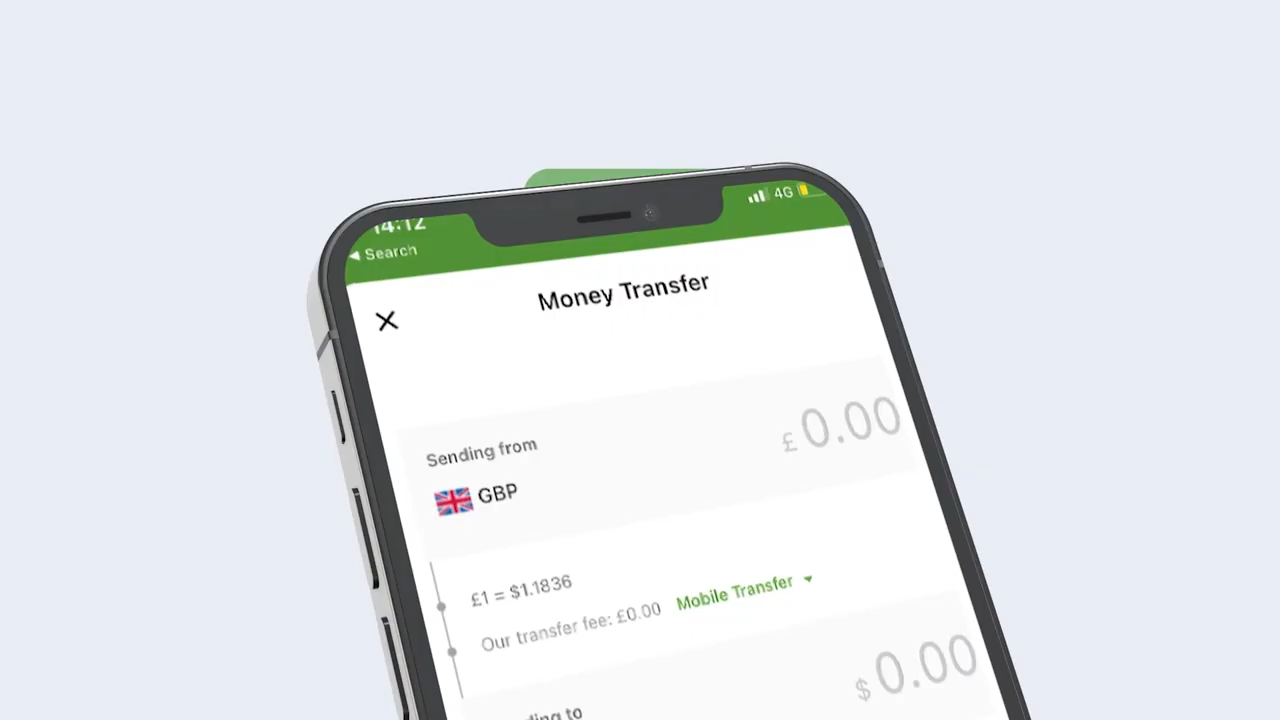 14:12
4G
◀ Search
Money Transfer
Sending from
£0.00
GBP
£1 = $1.1836
Our transfer fee: £0.00 Mobile Transfer
$0.00
to